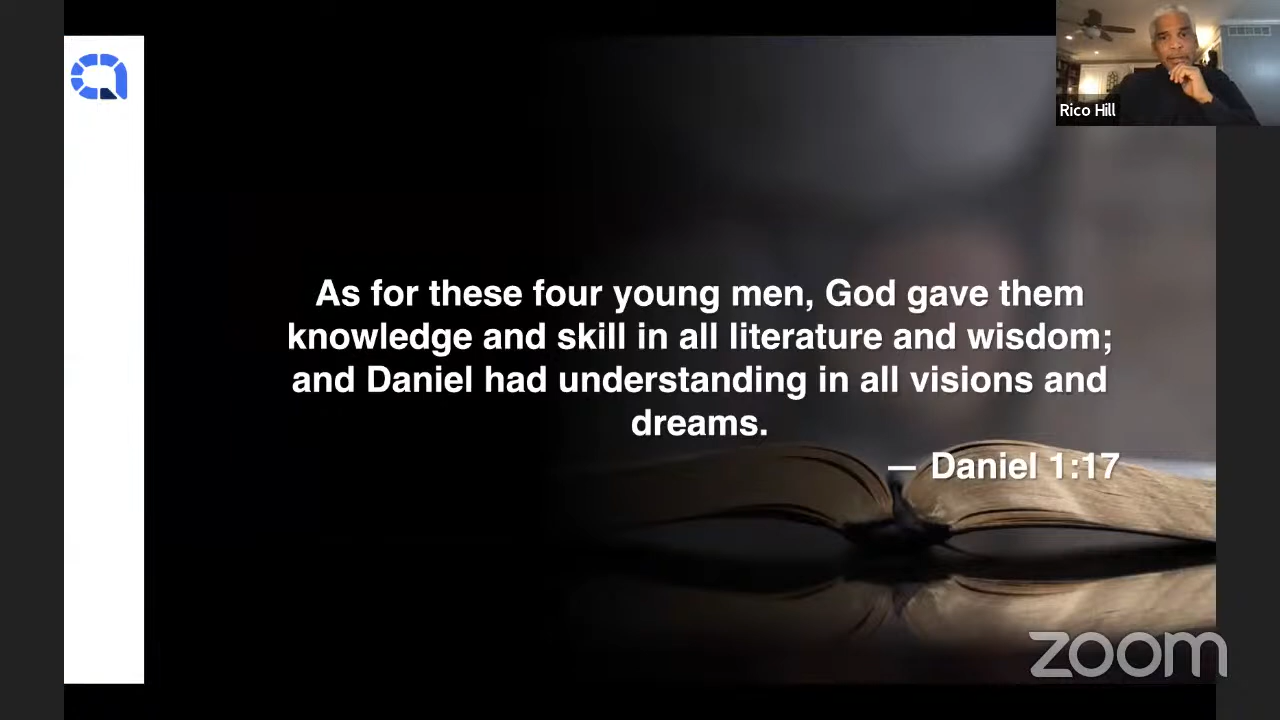 Rico Hill
As for these four young men, God gave them
knowledge and skill in all literature and wisdom;
and Daniel had understanding in all visions and
dreams.
— Daniel 1:17
zoom